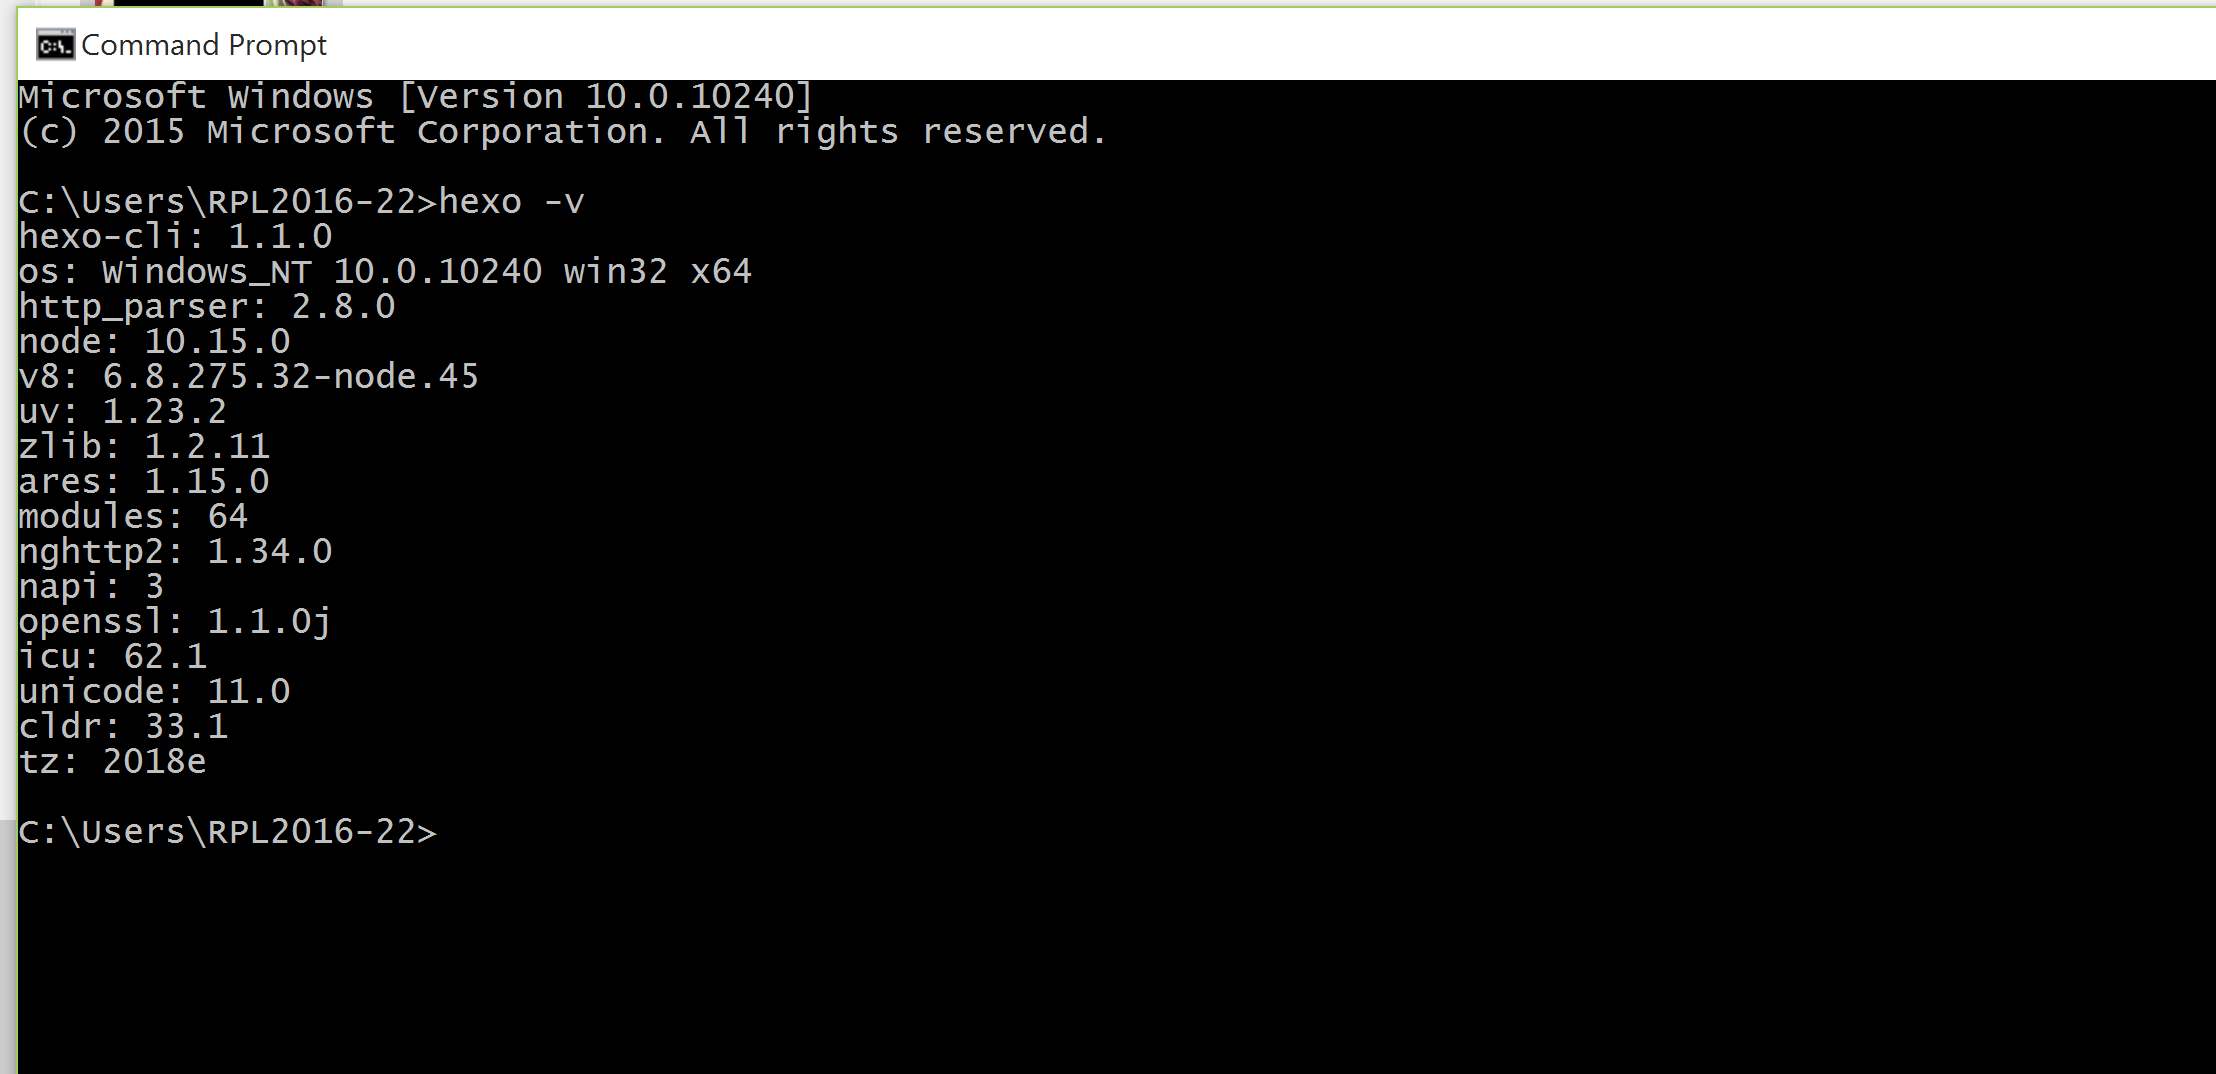 Command Prompt
Microsoft Windows [Version 10.0.10240]
(c) 2015 Microsoft Corporation. All rights reserved.
C:\Users\RPL2016-22>hexo -v
hexo-cli: 1.1.0
os: Windows_NT 10.0.10240 win32 x64
http_parser: 2.8.0
node: 10.15.0
v8: 6.8.275.32-node.45
uv: 1.23.2
zlib: 1.2.11
ares: 1.15.0
modules: 64
nghttp2: 1.34.0
napi: 3
openssl: 1.1.0j
icu: 62.1
unicode: 11.0
cldr: 33.1
tz: 2018e
C:\Users\RPL2016-22>